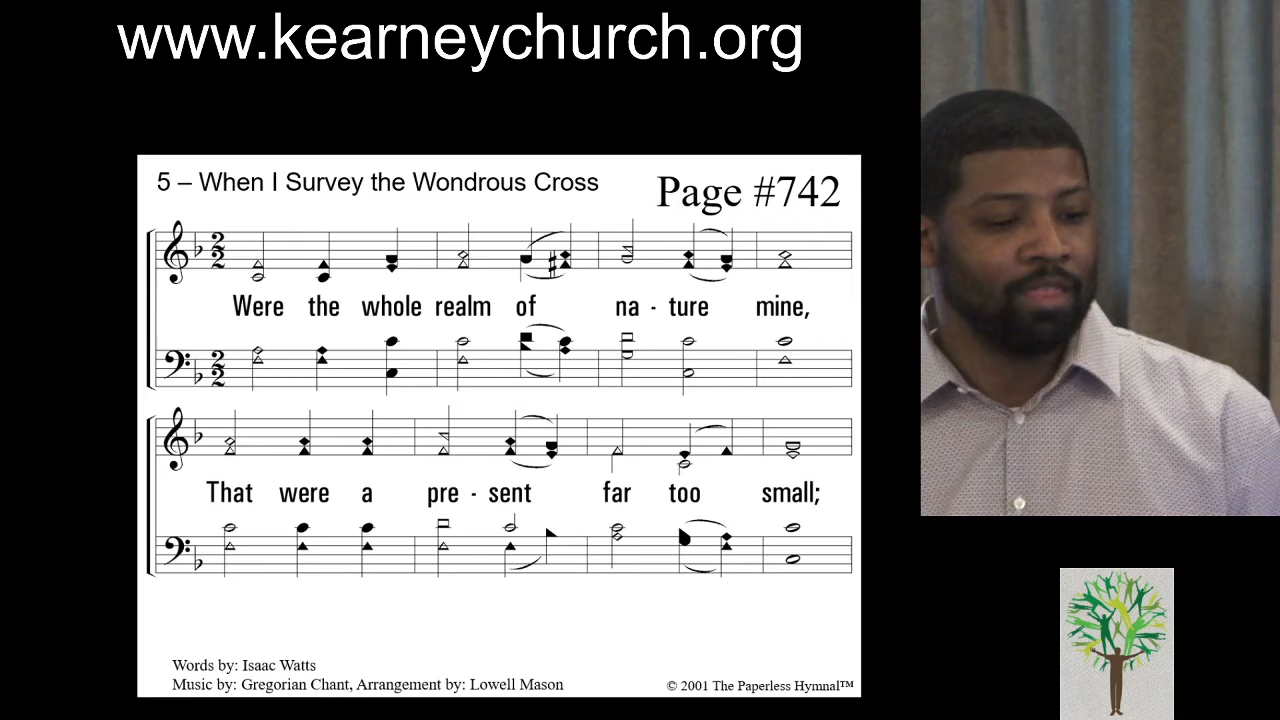 www.kearneychurch.org
5 – When I Survey the Wondrous Cross
Page #742
Were the whole realm of na - ture mine,
That were a pre - sent far too small;
Words by: Isaac Watts
Music by: Gregorian Chant, Arrangement by: Lowell Mason
© 2001 The Paperless Hymnal™